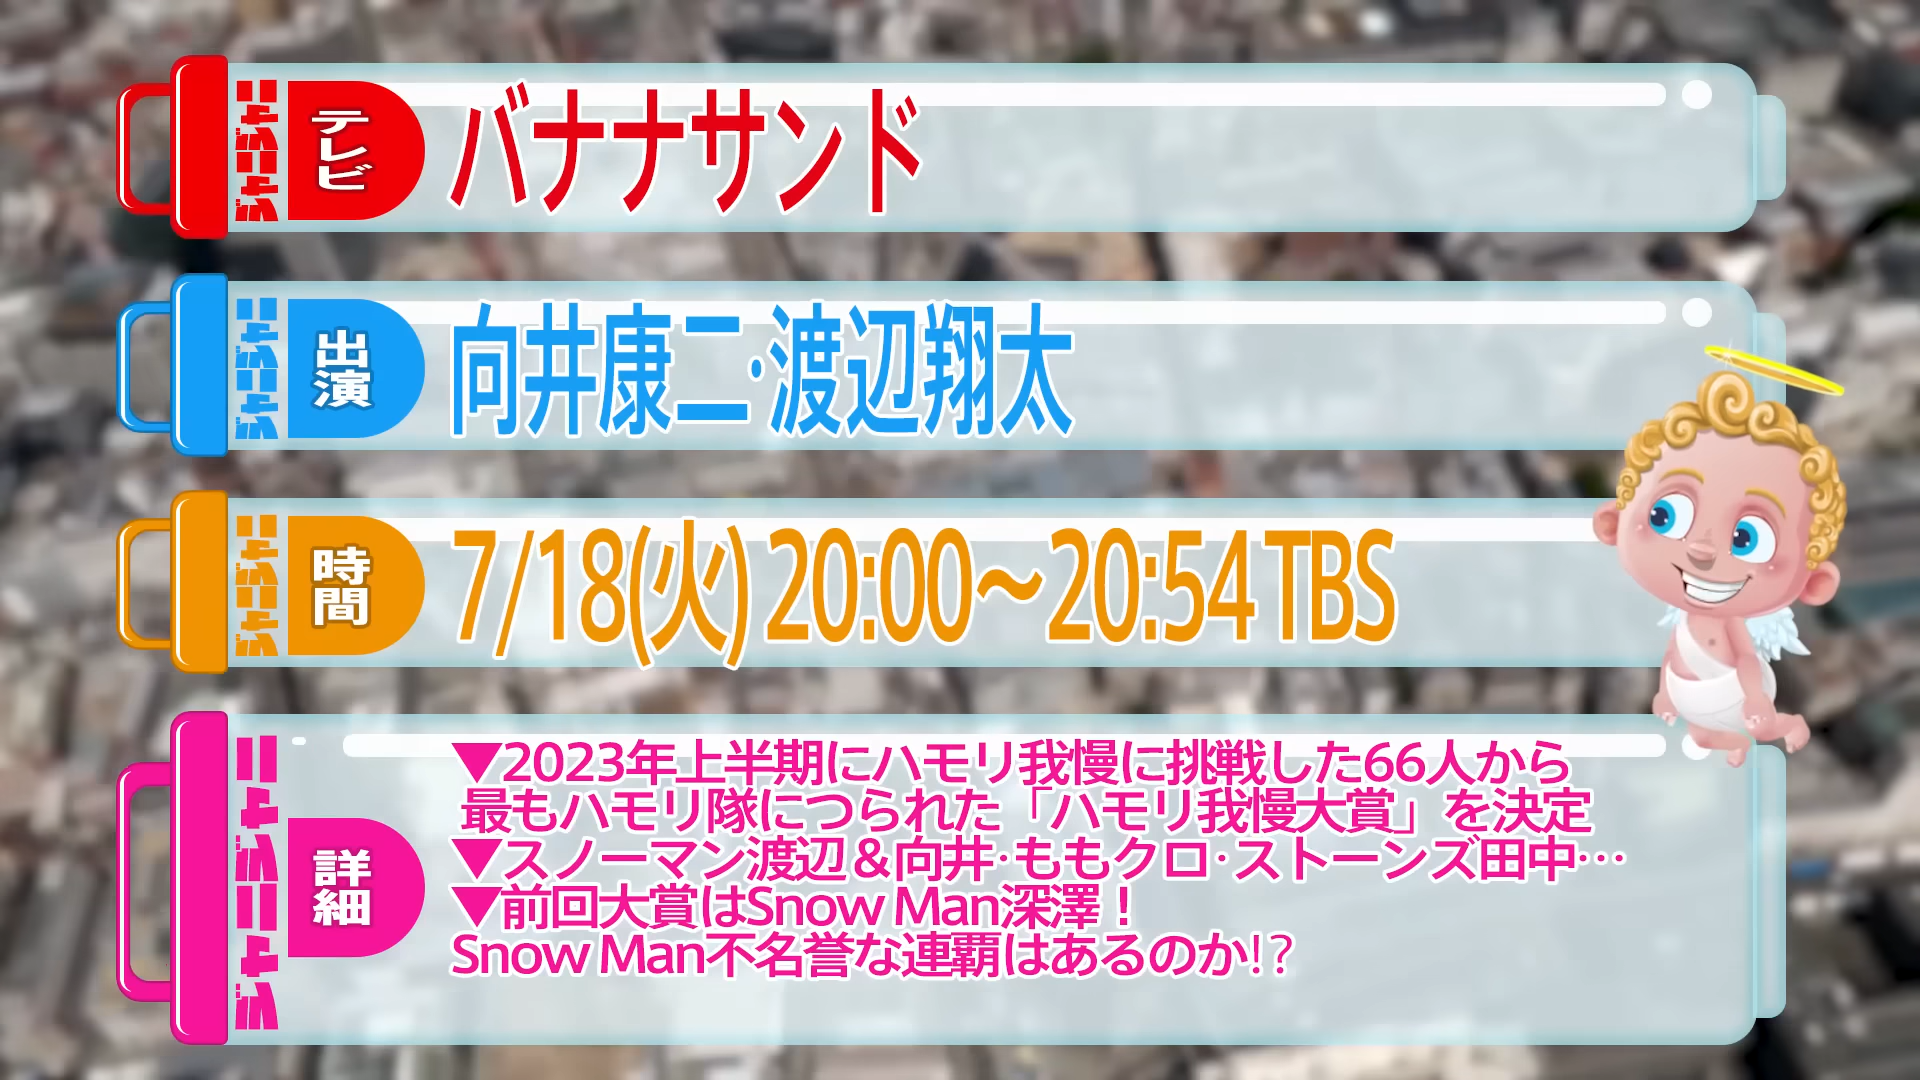 テレビ
バナナサンド
出演
向井康二·渡辺翔太
時間
7/18(火) 20:00～20:54 TBS
詳細
▼2023年上半期にハモリ我慢に挑戦した66人から
最もハモリ隊につられた「ハモリ我慢大賞」を決定
▼スノーマン渡辺＆向井·ももクロ·ストーンズ田中…
▼前回大賞はSnow Man深澤！
Snow Man不名誉な連覇はあるのか!?